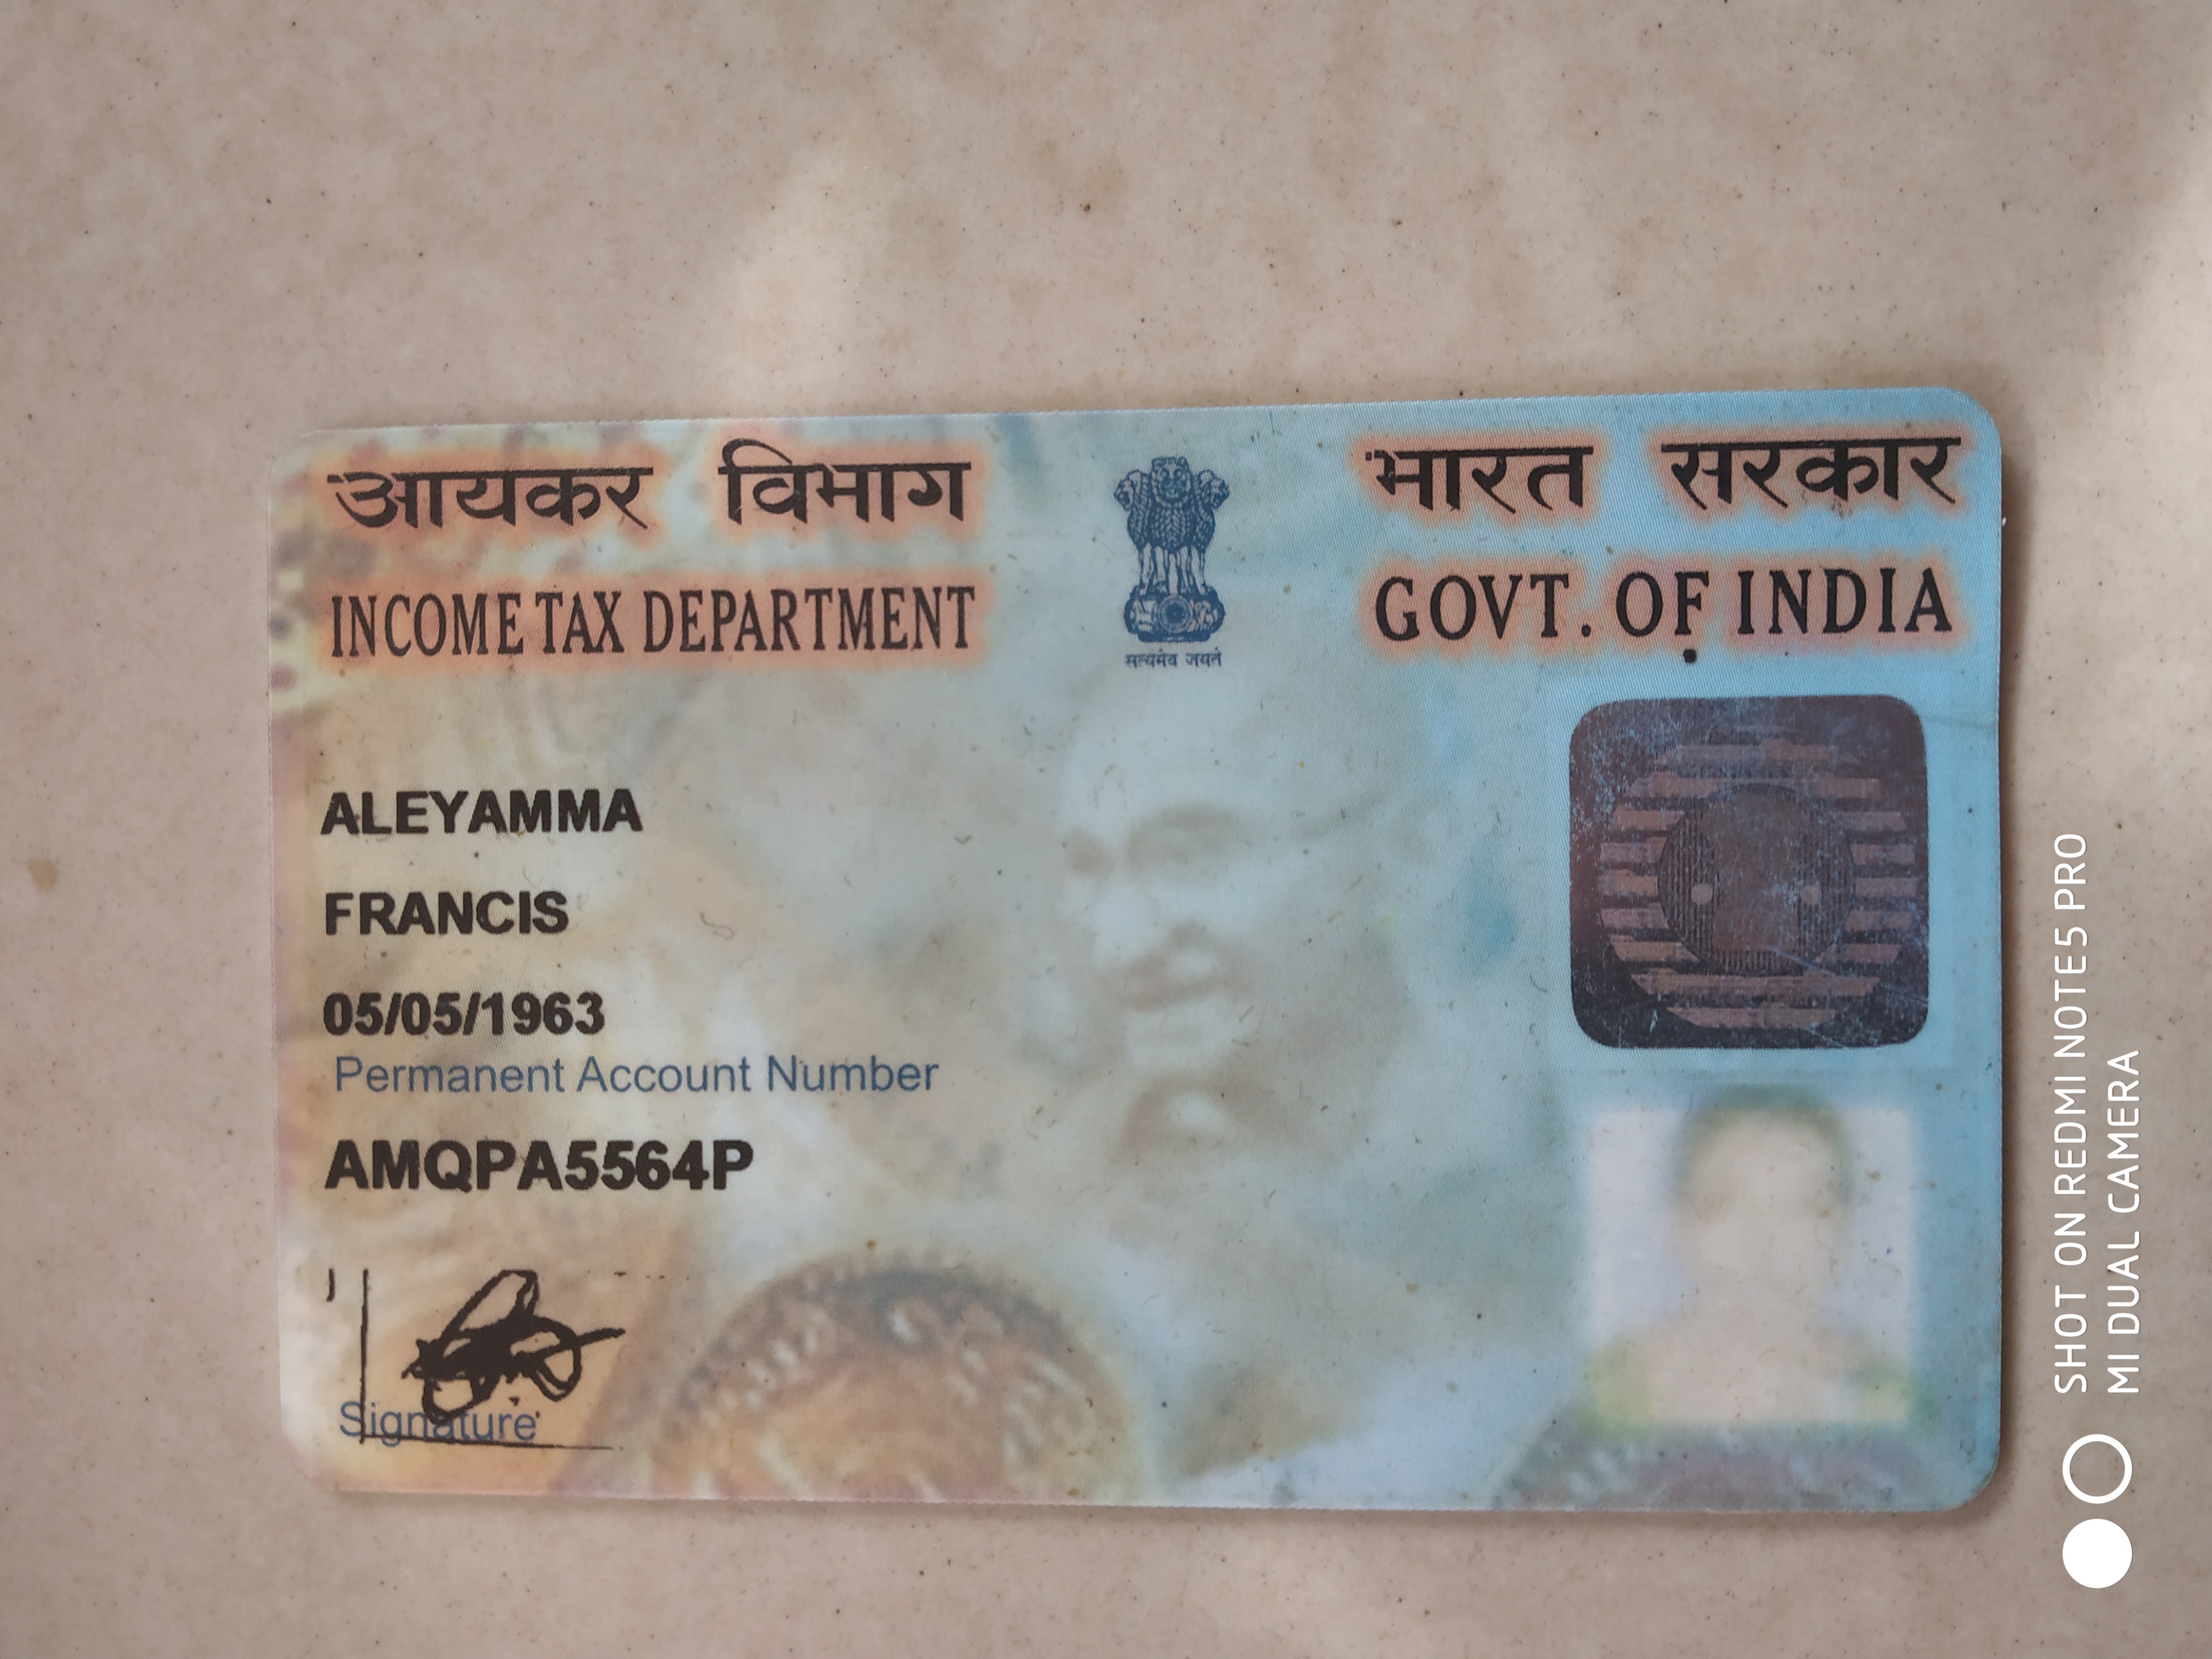 आयकर विभाग
INCOME TAX DEPARTMENT
सत्यमेव जयते
भारत सरकार
GOVT. OF INDIA
ALEYAMMA
FRANCIS
05/05/1963
Permanent Account Number
AMQPA5564P
Signature
SHOT ON REDMI NOTE5 PRO
MI DUAL CAMERA